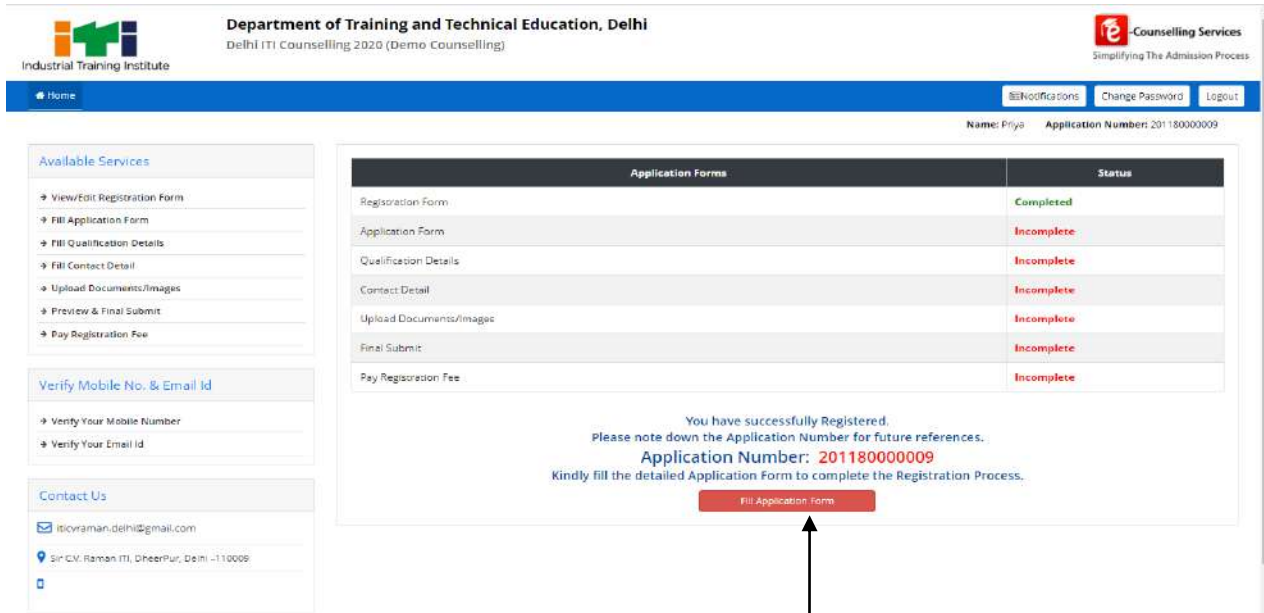 Industrial Training Institute
Department of Training and Technical Education, Delhi
Delhi ITI Counselling 2020 (Demo Counselling)
e-Counselling Services
Simplifying The Admission Process
Home
Notifications Change Password Logout
Name: Priya Application Number: 201180000009
Available Services
View/Edit Registration Form
Fill Application Form
Fill Qualification Details
Fill Contact Detail
Upload Documents/Images
Preview & Final Submit
Pay Registration Fee
Verify Mobile No. & Email Id
Verify Your Mobile Number
Verify Your Email Id
Contact Us
iticvraman.delhi@gmail.com
Sir C.V. Raman ITI, DheerPur, Delhi -110009
Application Forms Status
Registration Form Completed
Application Form Incomplete
Qualification Details Incomplete
Contact Detail Incomplete
Upload Documents/Images Incomplete
Final Submit Incomplete
Pay Registration Fee Incomplete
You have successfully Registered.
Please note down the Application Number for future references.
Application Number: 201180000009
Kindly fill the detailed Application Form to complete the Registration Process.
Fill Application Form